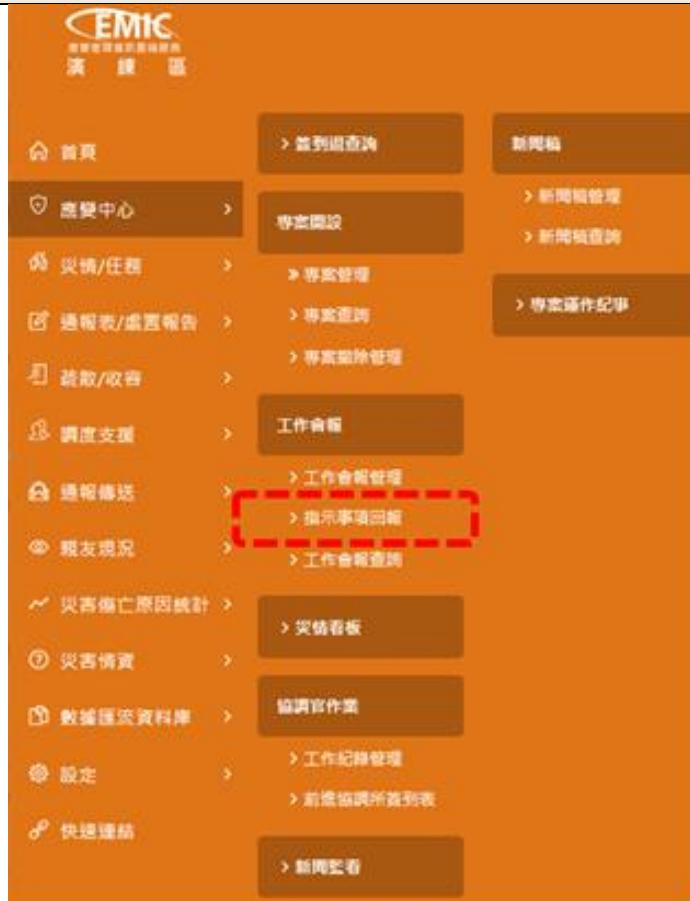 EMIC
演練區
首頁
應變中心
災情/任務
通報表/處置報告
疏散/收容
調度支援
通報傳送
親友現況
災害傷亡原因統計
災害情資
數據匯流資料庫
設定
快速連結
簽到退查詢
專案開設
專案管理
專案查詢
專案撤除管理
工作會報
工作會報管理
指示事項回報
工作會報查詢
災情看板
協調官作業
工作紀錄管理
前進協調所簽到表
新聞監看
新聞稿
新聞稿管理
新聞稿查詢
專案運作紀事